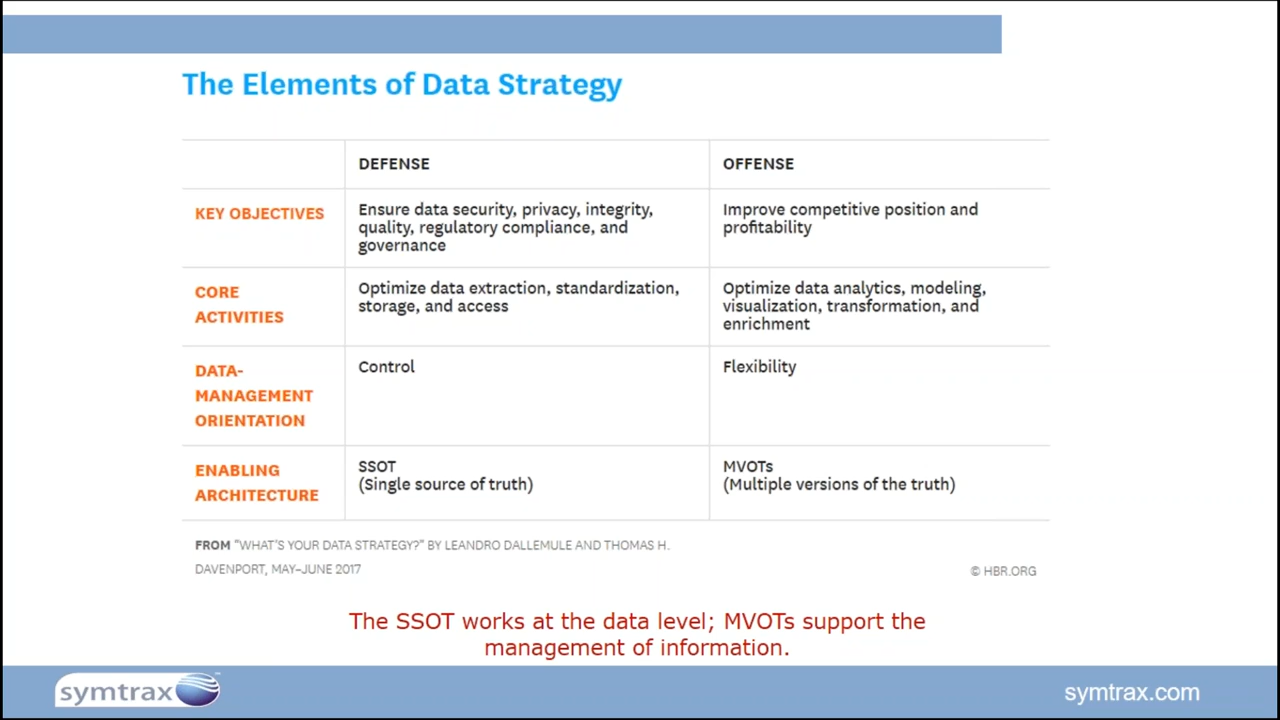 The Elements of Data Strategy
DEFENSE
OFFENSE
KEY OBJECTIVES
Ensure data security, privacy, integrity,
quality, regulatory compliance, and
governance
Improve competitive position and
profitability
CORE
ACTIVITIES
Optimize data extraction, standardization,
storage, and access
Optimize data analytics, modeling,
visualization, transformation, and
enrichment
DATA-
MANAGEMENT
ORIENTATION
Control
Flexibility
ENABLING
ARCHITECTURE
SSOT
(Single source of truth)
MVOTs
(Multiple versions of the truth)
FROM "WHAT'S YOUR DATA STRATEGY?" BY LEANDRO DALLEMULE AND THOMAS H.
DAVENPORT, MAY–JUNE 2017
© HBR.ORG
The SSOT works at the data level; MVOTs support the
management of information.
symtrax
symtrax.com